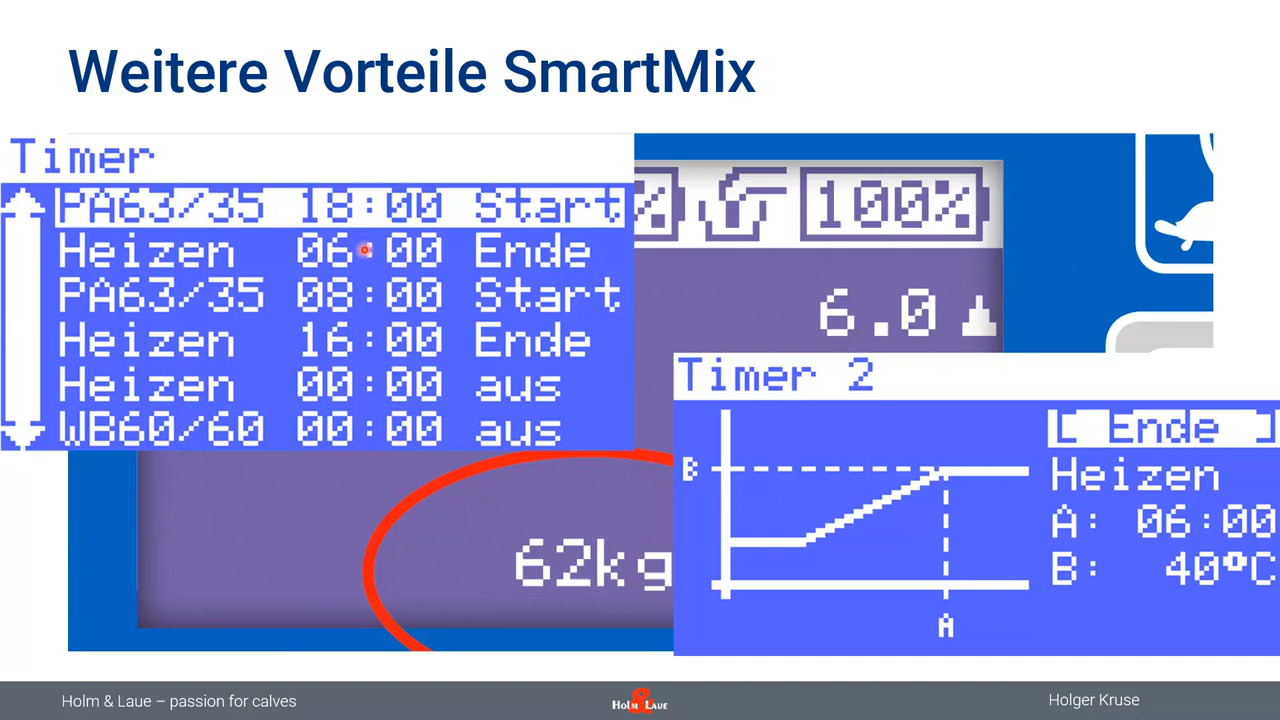 Weitere Vorteile SmartMix
Timer
PA63/35 18:00 Start
Heizen 06:00 Ende
PA63/35 08:00 Start
Heizen 16:00 Ende
Heizen 00:00 aus
WB60/60 00:00 aus
% 100%
6.0
62kg
Timer 2
[ Ende ]
Heizen
A: 06:00
B: 40°C
B
A
Holm & Laue – passion for calves
Holm & Laue
Holger Kruse